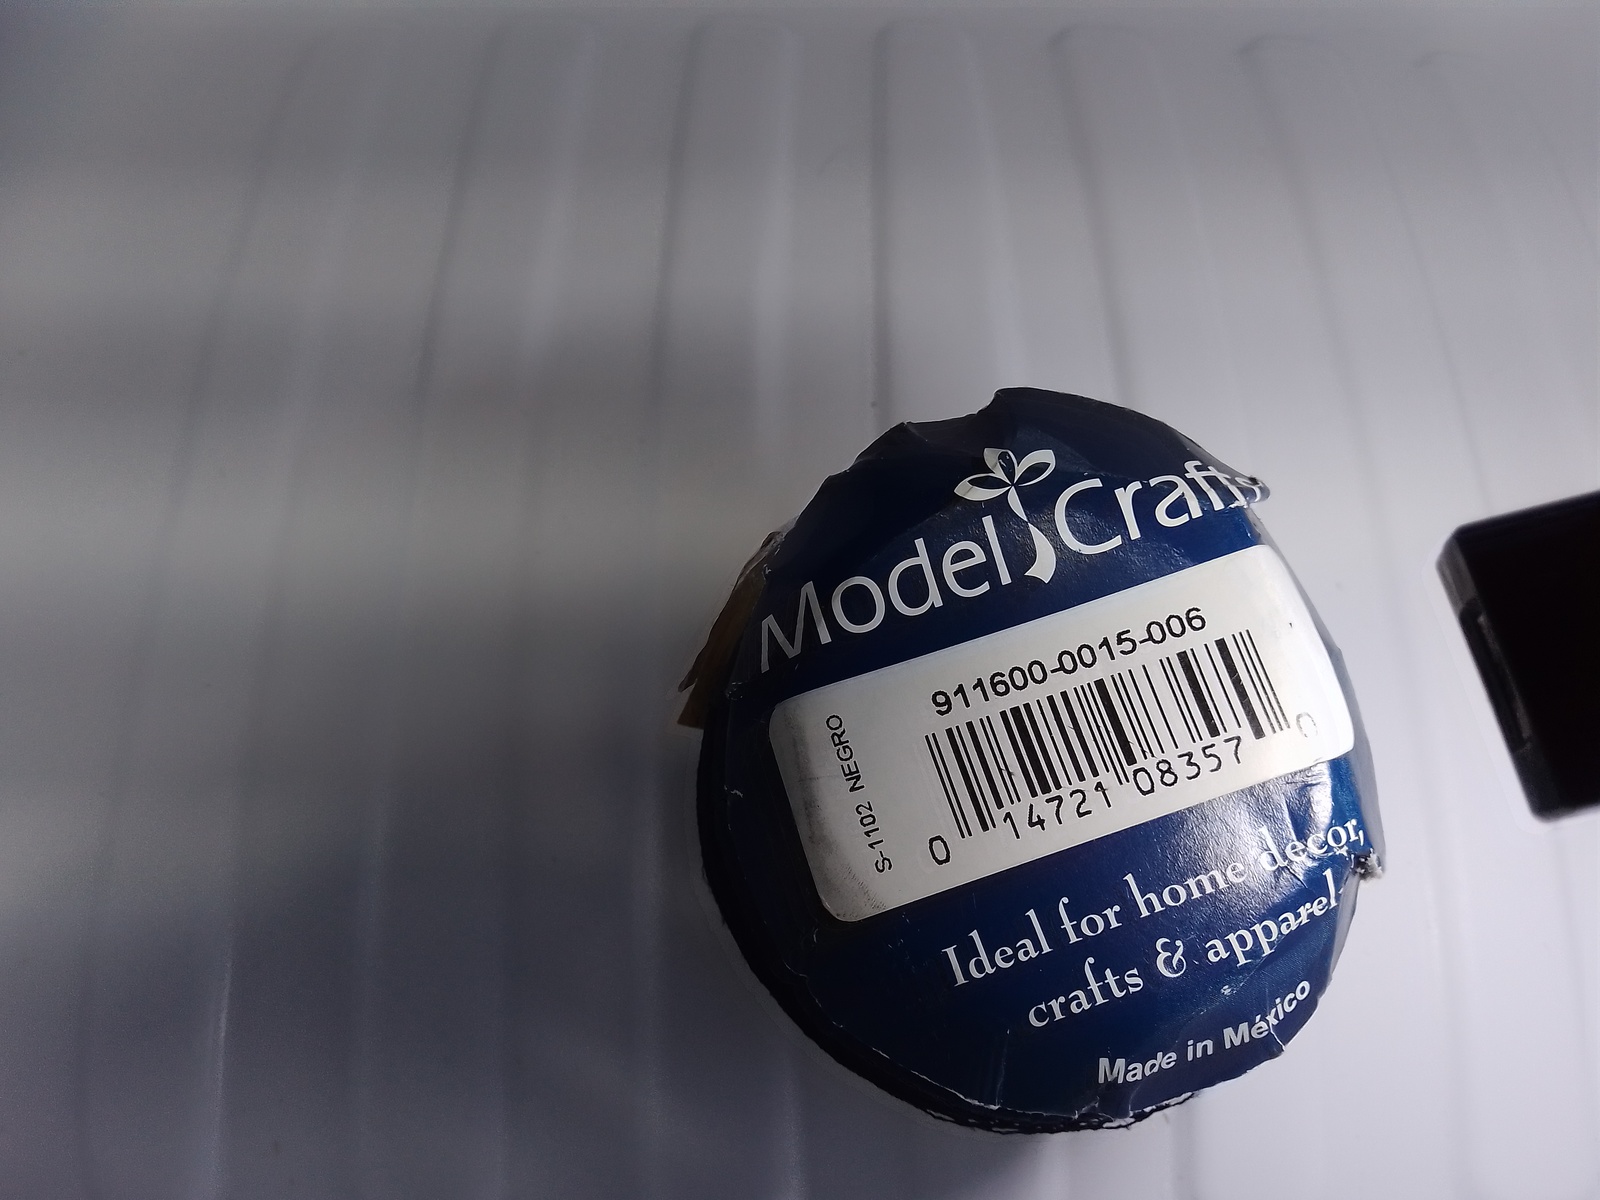 Model Crafts
911600-0015-006
S-1102 NEGRO
0 14721 08357 0
Ideal for home decor,
crafts & apparel
Made in México